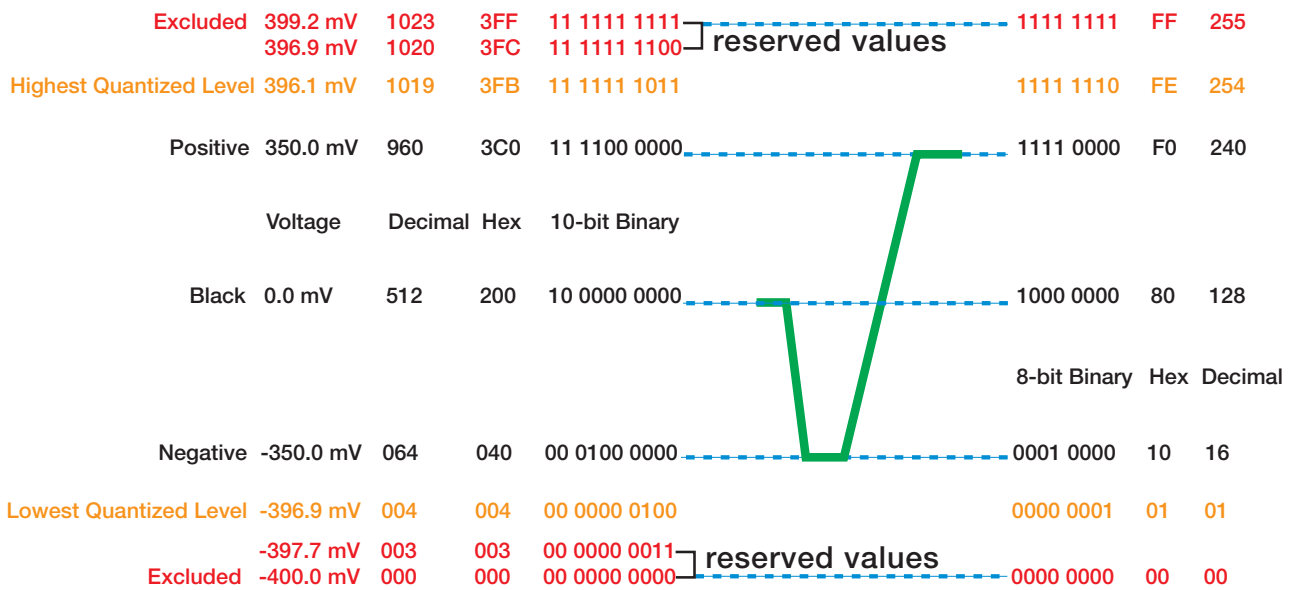 Excluded 399.2 mV 1023 3FF 11 1111 1111 1111 1111 FF 255
396.9 mV 1020 3FC 11 1111 1100 reserved values
Highest Quantized Level 396.1 mV 1019 3FB 11 1111 1011 1111 1110 FE 254
Positive 350.0 mV 960 3C0 11 1100 0000 1111 0000 F0 240
Voltage Decimal Hex 10-bit Binary
Black 0.0 mV 512 200 10 0000 0000 1000 0000 80 128
8-bit Binary Hex Decimal
Negative -350.0 mV 064 040 00 0100 0000 0001 0000 10 16
Lowest Quantized Level -396.9 mV 004 004 00 0000 0100 0000 0001 01 01
-397.7 mV 003 003 00 0000 0011 reserved values
Excluded -400.0 mV 000 000 00 0000 0000 0000 0000 00 00